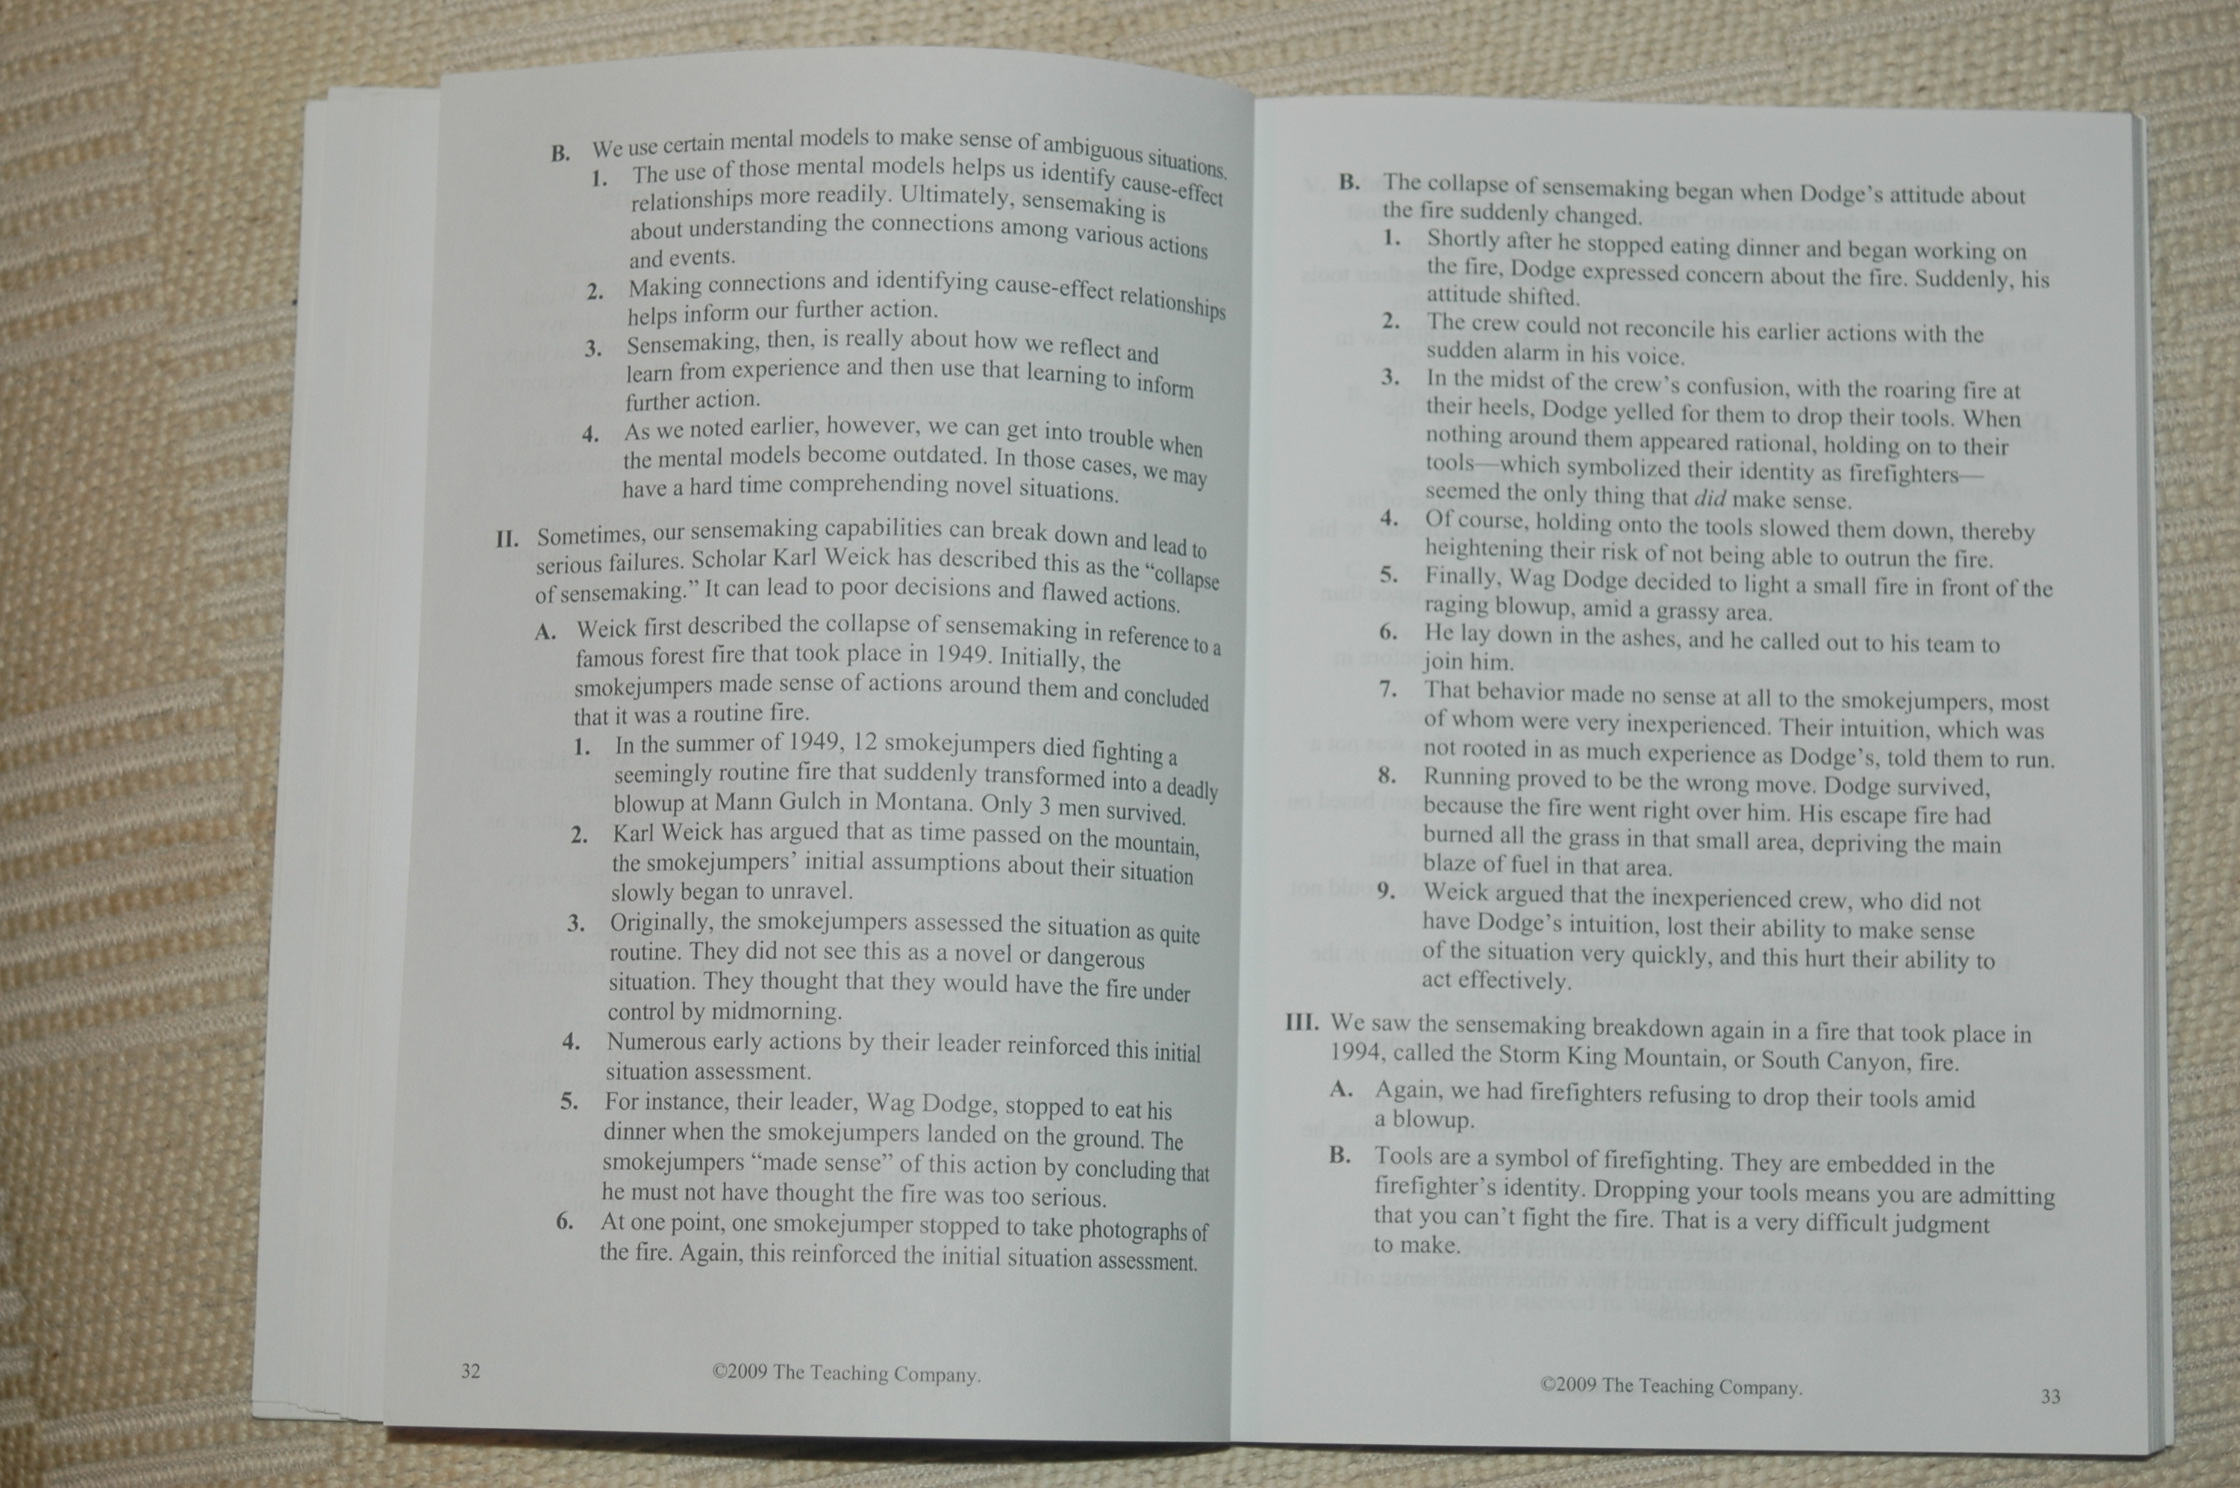 B. We use certain mental models to make sense of ambiguous situations.
1. The use of those mental models helps us identify cause-effect
relationships more readily. Ultimately, sensemaking is
about understanding the connections among various actions
and events.
2. Making connections and identifying cause-effect relationships
helps inform our further action.
3. Sensemaking, then, is really about how we reflect and
learn from experience and then use that learning to inform
further action.
4. As we noted earlier, however, we can get into trouble when
the mental models become outdated. In those cases, we may
have a hard time comprehending novel situations.
II. Sometimes, our sensemaking capabilities can break down and lead to
serious failures. Scholar Karl Weick has described this as the “collapse
of sensemaking.” It can lead to poor decisions and flawed actions.
A. Weick first described the collapse of sensemaking in reference to a
famous forest fire that took place in 1949. Initially, the
smokejumpers made sense of actions around them and concluded
that it was a routine fire.
1. In the summer of 1949, 12 smokejumpers died fighting a
seemingly routine fire that suddenly transformed into a deadly
blowup at Mann Gulch in Montana. Only 3 men survived.
2. Karl Weick has argued that as time passed on the mountain,
the smokejumpers’ initial assumptions about their situation
slowly began to unravel.
3. Originally, the smokejumpers assessed the situation as quite
routine. They did not see this as a novel or dangerous
situation. They thought that they would have the fire under
control by midmorning.
4. Numerous early actions by their leader reinforced this initial
situation assessment.
5. For instance, their leader, Wag Dodge, stopped to eat his
dinner when the smokejumpers landed on the ground. The
smokejumpers “made sense” of this action by concluding that
he must not have thought the fire was too serious.
6. At one point, one smokejumper stopped to take photographs of
the fire. Again, this reinforced the initial situation assessment.
32
©2009 The Teaching Company.
B. The collapse of sensemaking began when Dodge’s attitude about
the fire suddenly changed.
1. Shortly after he stopped eating dinner and began working on
the fire, Dodge expressed concern about the fire. Suddenly, his
attitude shifted.
2. The crew could not reconcile his earlier actions with the
sudden alarm in his voice.
3. In the midst of the crew’s confusion, with the roaring fire at
their heels, Dodge yelled for them to drop their tools. When
nothing around them appeared rational, holding on to their
tools—which symbolized their identity as firefighters—
seemed the only thing that did make sense.
4. Of course, holding onto the tools slowed them down, thereby
heightening their risk of not being able to outrun the fire.
5. Finally, Wag Dodge decided to light a small fire in front of the
raging blowup, amid a grassy area.
6. He lay down in the ashes, and he called out to his team to
join him.
7. That behavior made no sense at all to the smokejumpers, most
of whom were very inexperienced. Their intuition, which was
not rooted in as much experience as Dodge’s, told them to run.
8. Running proved to be the wrong move. Dodge survived,
because the fire went right over him. His escape fire had
burned all the grass in that small area, depriving the main
blaze of fuel in that area.
9. Weick argued that the inexperienced crew, who did not
have Dodge’s intuition, lost their ability to make sense
of the situation very quickly, and this hurt their ability to
act effectively.
III. We saw the sensemaking breakdown again in a fire that took place in
1994, called the Storm King Mountain, or South Canyon, fire.
A. Again, we had firefighters refusing to drop their tools amid
a blowup.
B. Tools are a symbol of firefighting. They are embedded in the
firefighter’s identity. Dropping your tools means you are admitting
that you can’t fight the fire. That is a very difficult judgment
to make.
©2009 The Teaching Company.
33